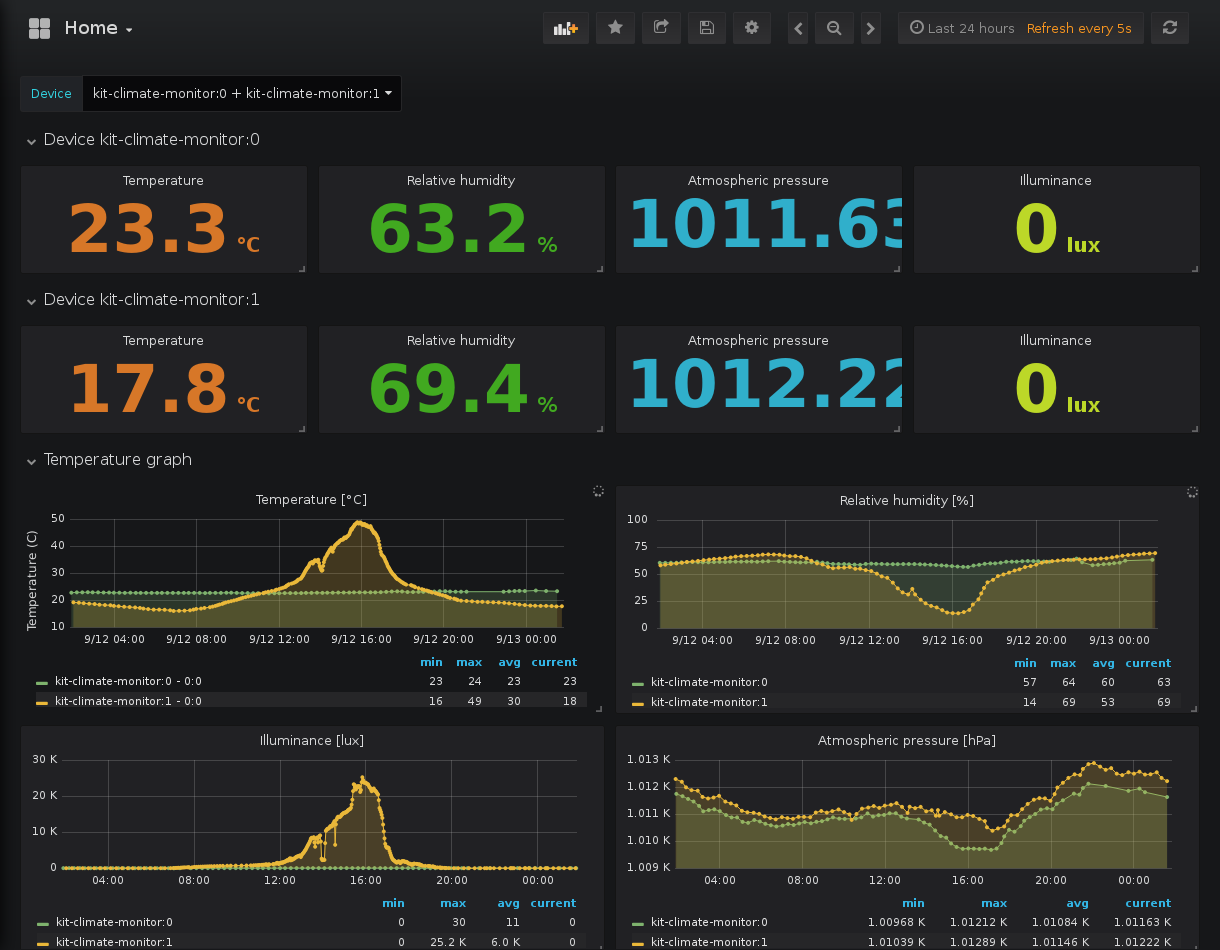 Home
Last 24 hours Refresh every 5s
Device kit-climate-monitor:0 + kit-climate-monitor:1
Device kit-climate-monitor:0
Temperature Relative humidity Atmospheric pressure Illuminance
23.3 °C 63.2 % 1011.63 0 lux
Device kit-climate-monitor:1
Temperature Relative humidity Atmospheric pressure Illuminance
17.8 °C 69.4 % 1012.22 0 lux
Temperature graph
Temperature [°C]
Temperature (C)
50
40
30
20
10
9/12 04:00 9/12 08:00 9/12 12:00 9/12 16:00 9/12 20:00 9/13 00:00
min max avg current
kit-climate-monitor:0 - 0:0 23 24 23 23
kit-climate-monitor:1 - 0:0 16 49 30 18
Relative humidity [%]
100
75
50
25
0
9/12 04:00 9/12 08:00 9/12 12:00 9/12 16:00 9/12 20:00 9/13 00:00
min max avg current
kit-climate-monitor:0 57 64 60 63
kit-climate-monitor:1 14 69 53 69
Illuminance [lux]
30 K
20 K
10 K
0
04:00 08:00 12:00 16:00 20:00 00:00
min max avg current
kit-climate-monitor:0 0 30 11 0
kit-climate-monitor:1 0 25.2 K 6.0 K 0
Atmospheric pressure [hPa]
1.013 K
1.012 K
1.011 K
1.010 K
1.009 K
04:00 08:00 12:00 16:00 20:00 00:00
min max avg current
kit-climate-monitor:0 1.00968 K 1.01212 K 1.01084 K 1.01163 K
kit-climate-monitor:1 1.01039 K 1.01289 K 1.01146 K 1.01222 K